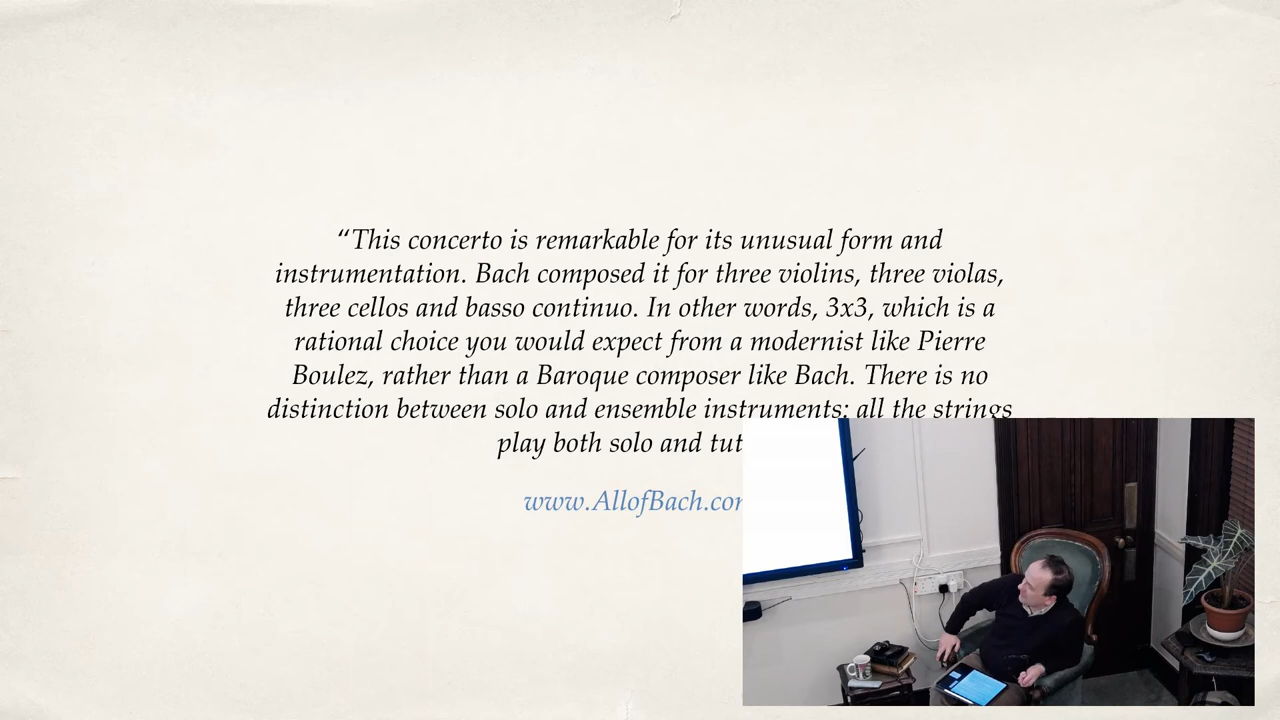 “This concerto is remarkable for its unusual form and
instrumentation. Bach composed it for three violins, three violas,
three cellos and basso continuo. In other words, 3x3, which is a
rational choice you would expect from a modernist like Pierre
Boulez, rather than a Baroque composer like Bach. There is no
distinction between solo and ensemble instruments: all the strings
play both solo and
www.AllofBach.com